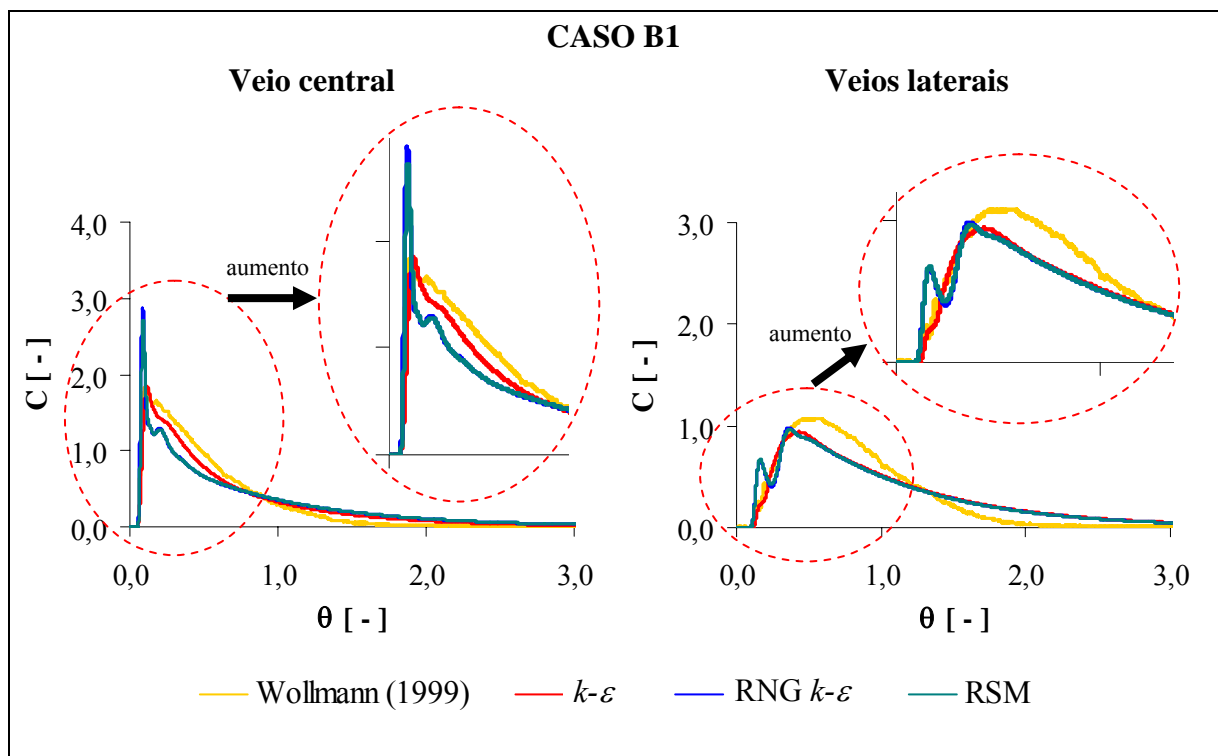 CASO B1
Veio central
Veios laterais
4,0
3,0
2,0
1,0
0,0
C [ - ]
aumento
0,0 1,0 2,0 3,0
θ [ - ]
3,0
2,0
1,0
0,0
C [ - ]
aumento
0,0 1,0 2,0 3,0
θ [ - ]
Wollmann (1999) k-ε RNG k-ε RSM